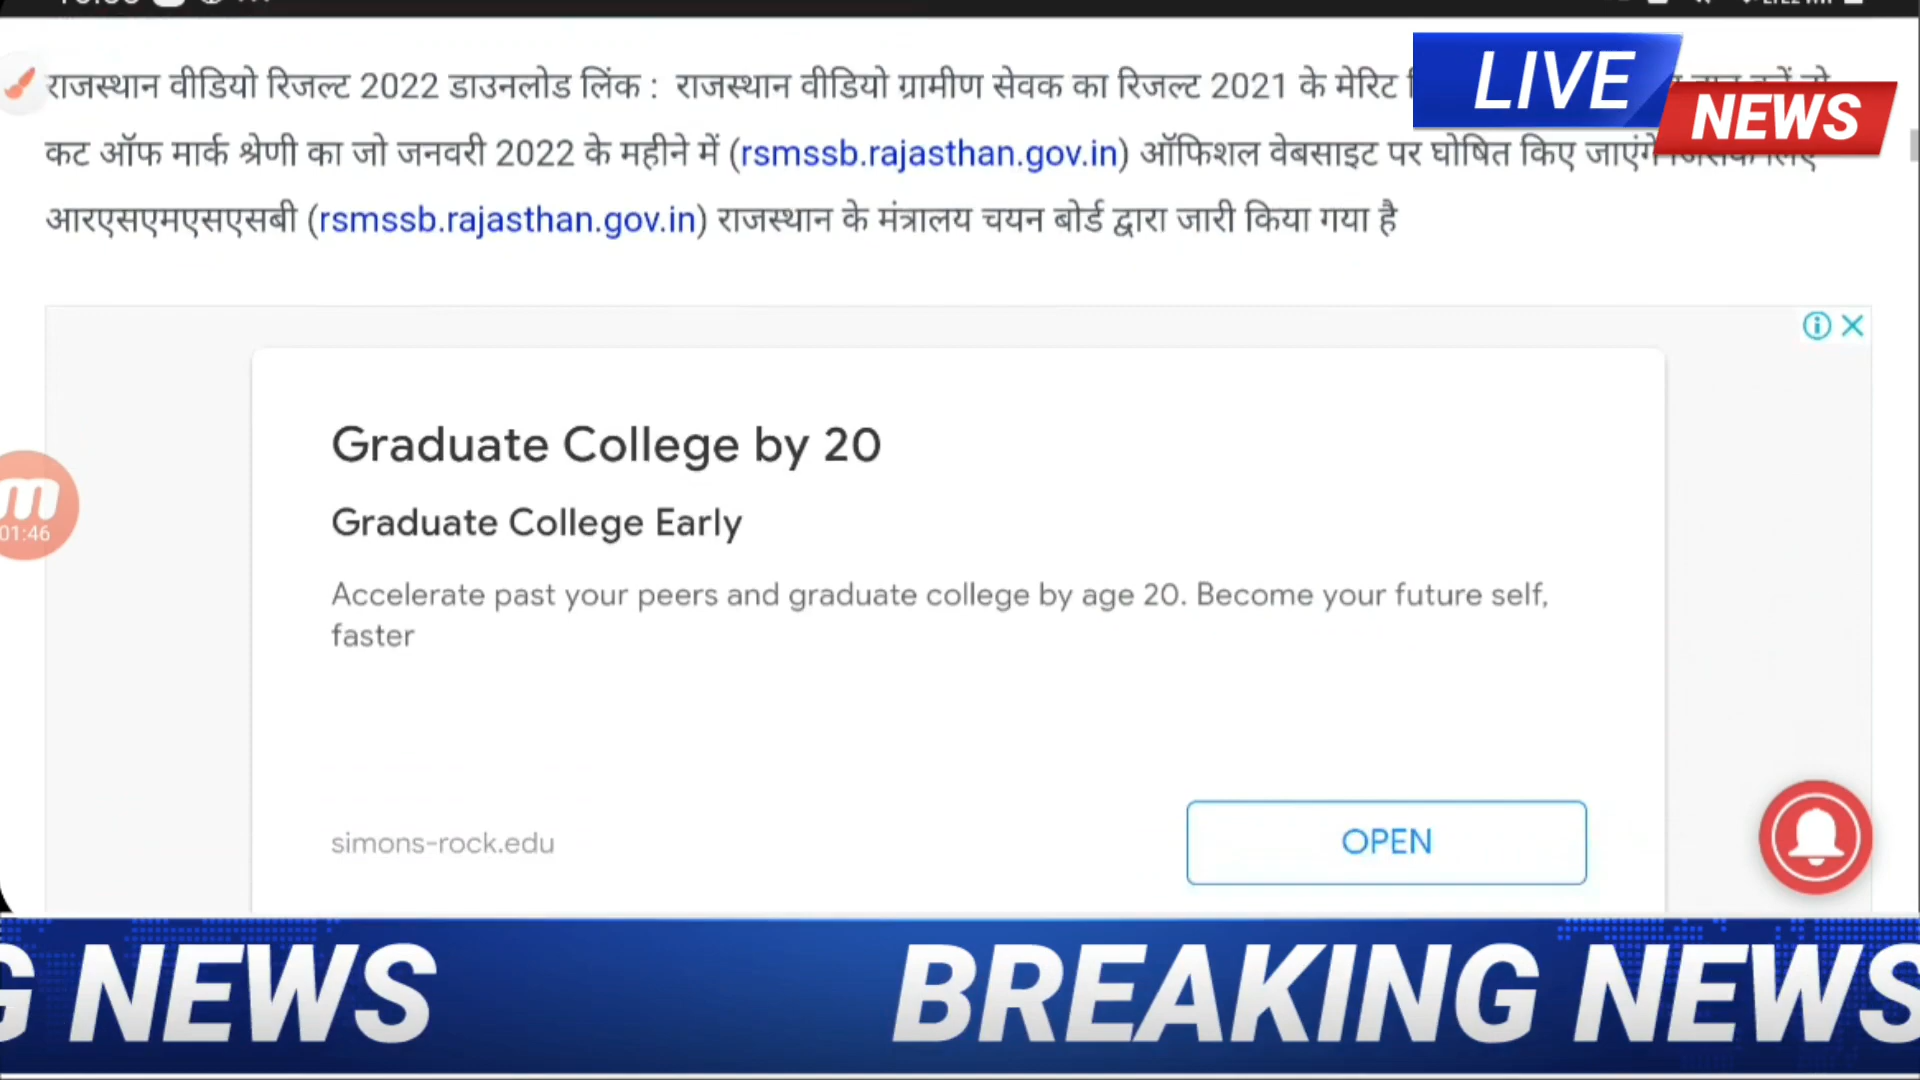 राजस्थान वीडियो रिजल्ट 2022 डाउनलोड लिंक : राजस्थान वीडियो ग्रामीण सेवक का रिजल्ट 2021 के मेरिट
LIVE
NEWS
कट ऑफ मार्क श्रेणी का जो जनवरी 2022 के महीने में (rsmssb.rajasthan.gov.in) ऑफिशल वेबसाइट पर घोषित किए जाएंगे
आरएसएमएसएसबी (rsmssb.rajasthan.gov.in) राजस्थान के मंत्रालय चयन बोर्ड द्वारा जारी किया गया है
Graduate College by 20
Graduate College Early
Accelerate past your peers and graduate college by age 20. Become your future self,
faster
m
01:46
simons-rock.edu
OPEN
G NEWS BREAKING NEWS